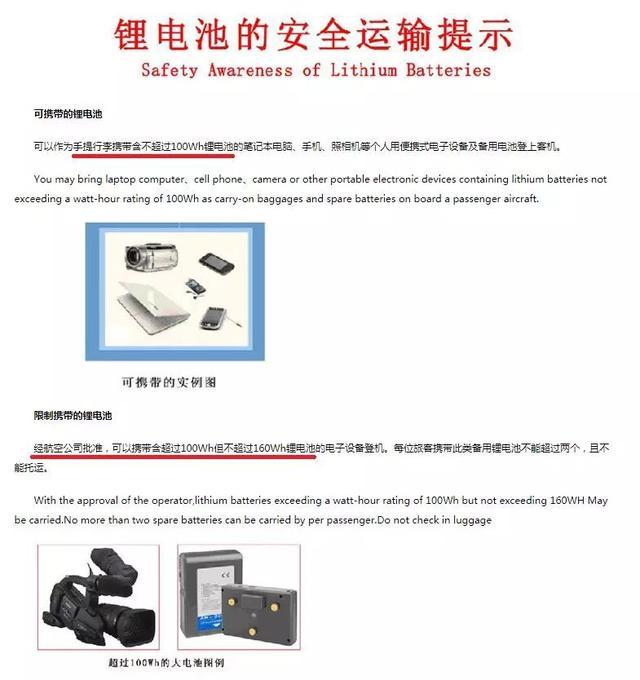 锂电池的安全运输提示
Safety Awareness of Lithium Batteries
可携带的锂电池
可以作为手提行李携带含不超过100Wh锂电池的笔记本电脑、手机、照相机等个人用便携式电子设备及备用电池登上客机。
You may bring laptop computer、cell phone、camera or other portable electronic devices containing lithium batteries not
exceeding a watt-hour rating of 100Wh as carry-on baggages and spare batteries on board a passenger aircraft.
可携带的实例图
限制携带的锂电池
经航空公司批准，可以携带含超过100Wh但不超过160Wh锂电池的电子设备登机。每位旅客携带此类备用锂电池不能超过两个，且不
能托运。
With the approval of the operator,lithium batteries exceeding a watt-hour rating of 100Wh but not exceeding 160WH May
be carried.No more than two spare batteries can be carried by per passenger.Do not check in luggage
超过100Wh的大电池图例